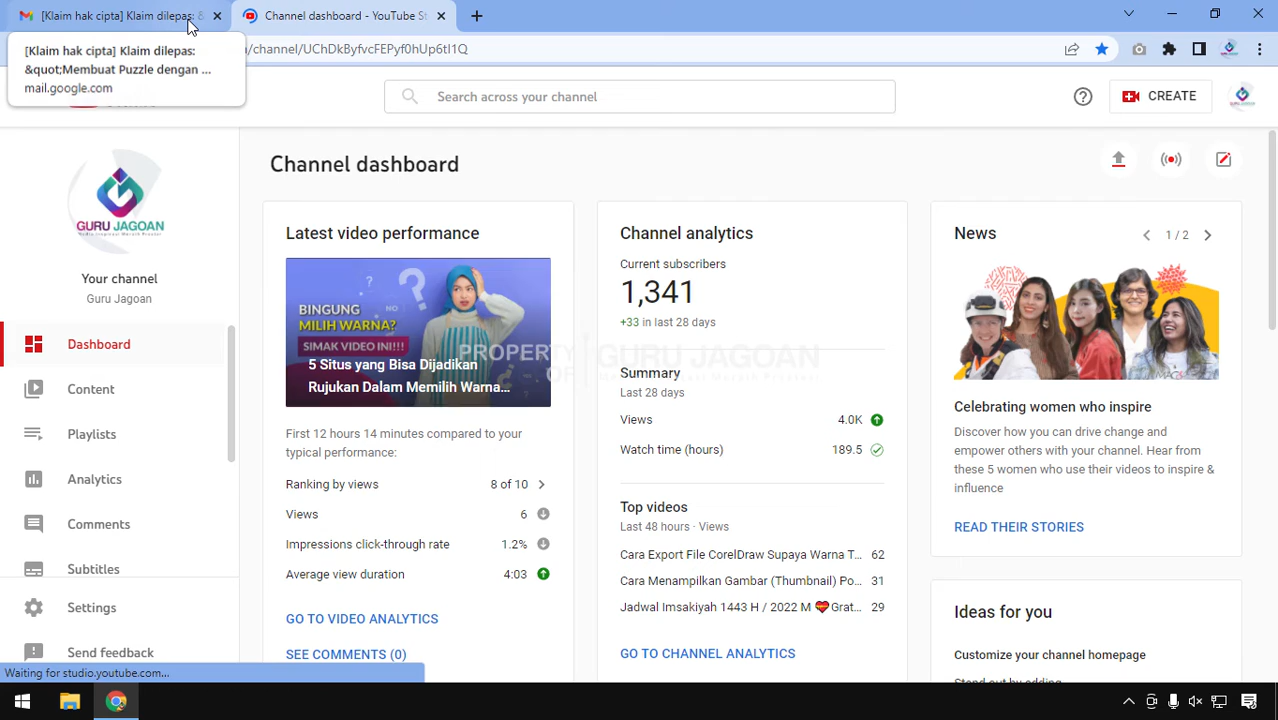 [Klaim hak cipta] Klaim dilepas: &
Channel dashboard - YouTube St
[Klaim hak cipta] Klaim dilepas:
&quot;Membuat Puzzle dengan ...
mail.google.com
/channel/UChDkByfvcFEPyf0hUp6tI1Q
Search across your channel
CREATE
GURU JAGOAN
Your channel
Guru Jagoan
Dashboard
Content
Playlists
Analytics
Comments
Subtitles
Settings
Send feedback
Channel dashboard
Latest video performance
BINGUNG
MILIH WARNA?
SIMAK VIDEO INI!!!
NO
5 Situs yang Bisa Dijadikan
Rujukan Dalam Memilih Warna...
First 12 hours 14 minutes compared to your
typical performance:
Ranking by views 8 of 10
Views 6
Impressions click-through rate 1.2%
Average view duration 4:03
GO TO VIDEO ANALYTICS
SEE COMMENTS (0)
Channel analytics
Current subscribers
1,341
+33 in last 28 days
PROPERTY
OF
GURU JAGOAN
Summary
Last 28 days
Views 4.0K
Watch time (hours) 189.5
Top videos
Last 48 hours · Views
Cara Export File CorelDraw Supaya Warna T... 62
Cara Menampilkan Gambar (Thumbnail) Po... 31
Jadwal Imsakiyah 1443 H / 2022 M ❤️Grat... 29
GO TO CHANNEL ANALYTICS
News
1 / 2
Celebrating women who inspire
Discover how you can drive change and
empower others with your channel. Hear from
these 5 women who use their videos to inspire &
influence
READ THEIR STORIES
Ideas for you
Customize your channel homepage
Waiting for studio.youtube.com...